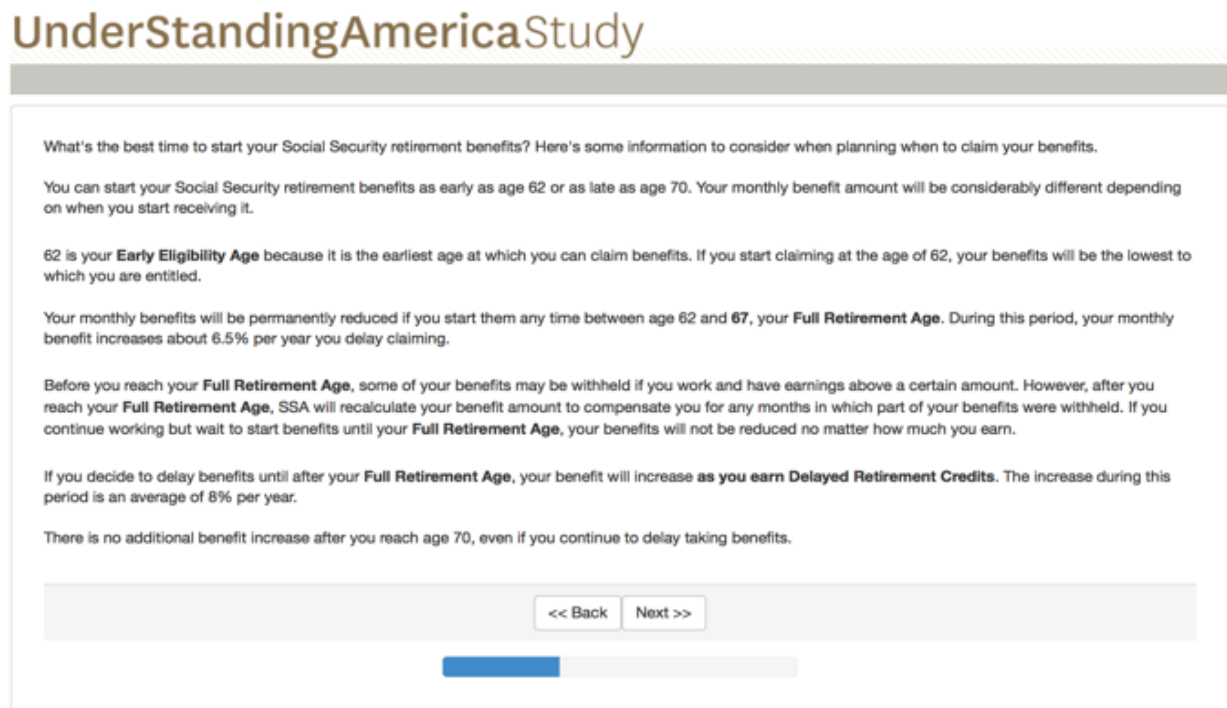 UnderStandingAmericaStudy
What's the best time to start your Social Security retirement benefits? Here's some information to consider when planning when to claim your benefits.
You can start your Social Security retirement benefits as early as age 62 or as late as age 70. Your monthly benefit amount will be considerably different depending
on when you start receiving it.
62 is your Early Eligibility Age because it is the earliest age at which you can claim benefits. If you start claiming at the age of 62, your benefits will be the lowest to
which you are entitled.
Your monthly benefits will be permanently reduced if you start them any time between age 62 and 67, your Full Retirement Age. During this period, your monthly
benefit increases about 6.5% per year you delay claiming.
Before you reach your Full Retirement Age, some of your benefits may be withheld if you work and have earnings above a certain amount. However, after you
reach your Full Retirement Age, SSA will recalculate your benefit amount to compensate you for any months in which part of your benefits were withheld. If you
continue working but wait to start benefits until your Full Retirement Age, your benefits will not be reduced no matter how much you earn.
If you decide to delay benefits until after your Full Retirement Age, your benefit will increase as you earn Delayed Retirement Credits. The increase during this
period is an average of 8% per year.
There is no additional benefit increase after you reach age 70, even if you continue to delay taking benefits.
<< Back Next >>